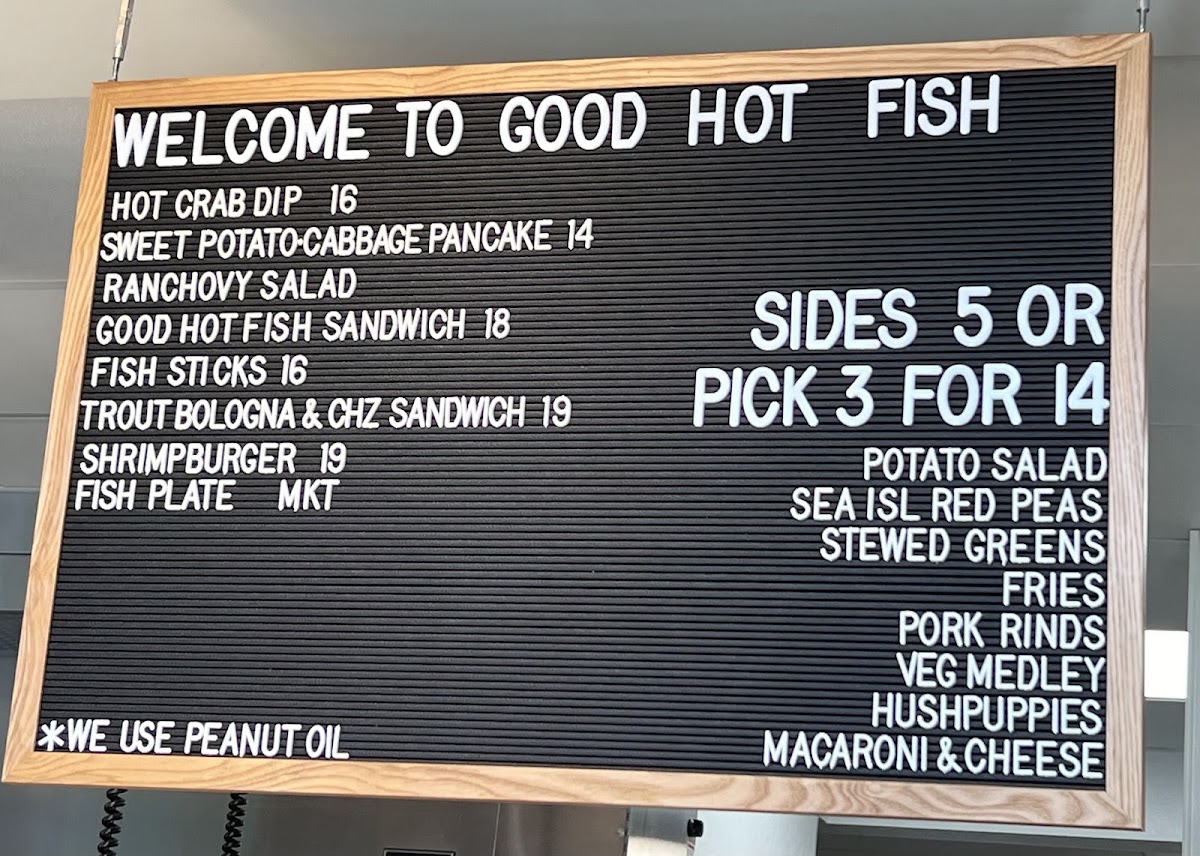 WELCOME TO GOOD HOT FISH
HOT CRAB DIP 16
SWEET POTATO·CABBAGE PANCAKE 14
RANCHOVY SALAD
GOOD HOT FISH SANDWICH 18
FISH STICKS 16
TROUT BOLOGNA & CHZ SANDWICH 19
SHRIMPBURGER 19
FISH PLATE MKT
*WE USE PEANUT OIL
SIDES 5 OR
PICK 3 FOR 14
POTATO SALAD
SEA ISL RED PEAS
STEWED GREENS
FRIES
PORK RINDS
VEG MEDLEY
HUSHPUPPIES
MACARONI & CHEESE